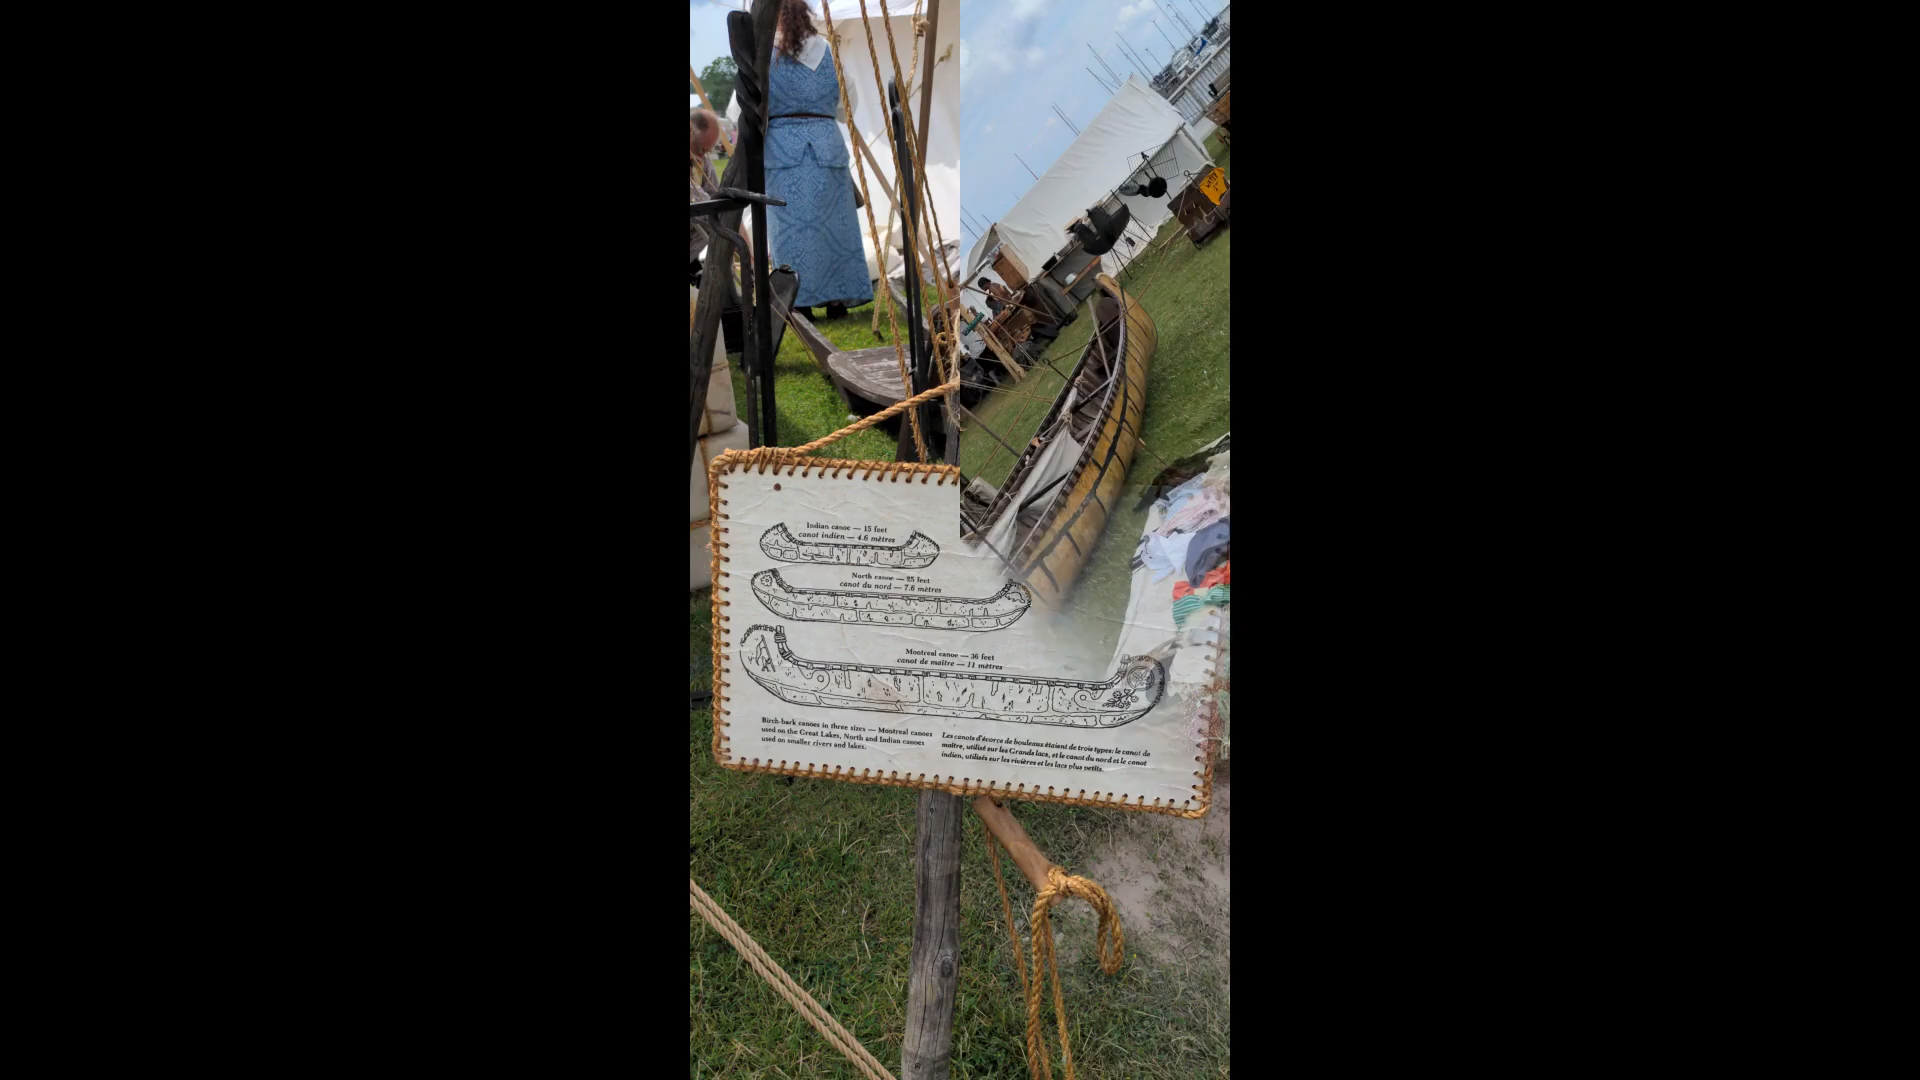 Indian canoe — 15 feet
canot indien — 4.6 mètres
North canoe — 25 feet
canot du nord — 7.6 mètres
Montreal canoe — 36 feet
canot de maître — 11 mètres
Birch-bark canoes in three sizes — Montreal canoes
used on the Great Lakes, North and Indian canoes
used on smaller rivers and lakes.
Les canots d'écorce de bouleaux étaient de trois types: le canot de
maître, utilisé sur les Grands lacs, et le canot du nord et le canot
indien, utilisés sur les rivières et les lacs plus petits.